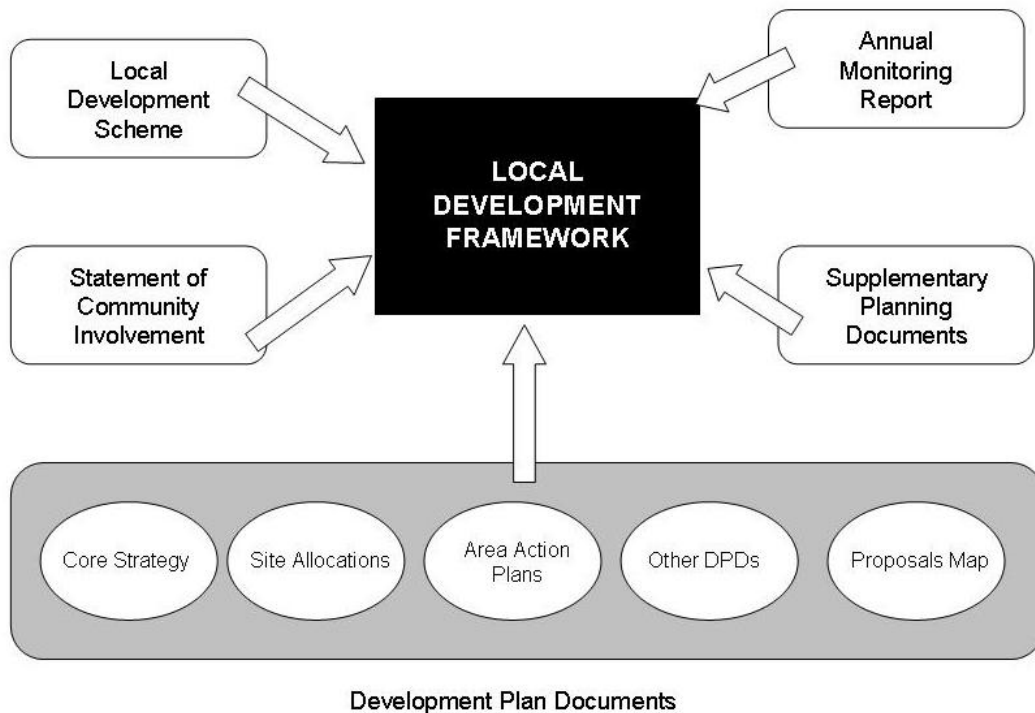 Local
Development
Scheme
Annual
Monitoring
Report
LOCAL
DEVELOPMENT
FRAMEWORK
Statement of
Community
Involvement
Supplementary
Planning
Documents
Core Strategy
Site Allocations
Area Action
Plans
Other DPDs
Proposals Map
Development Plan Documents